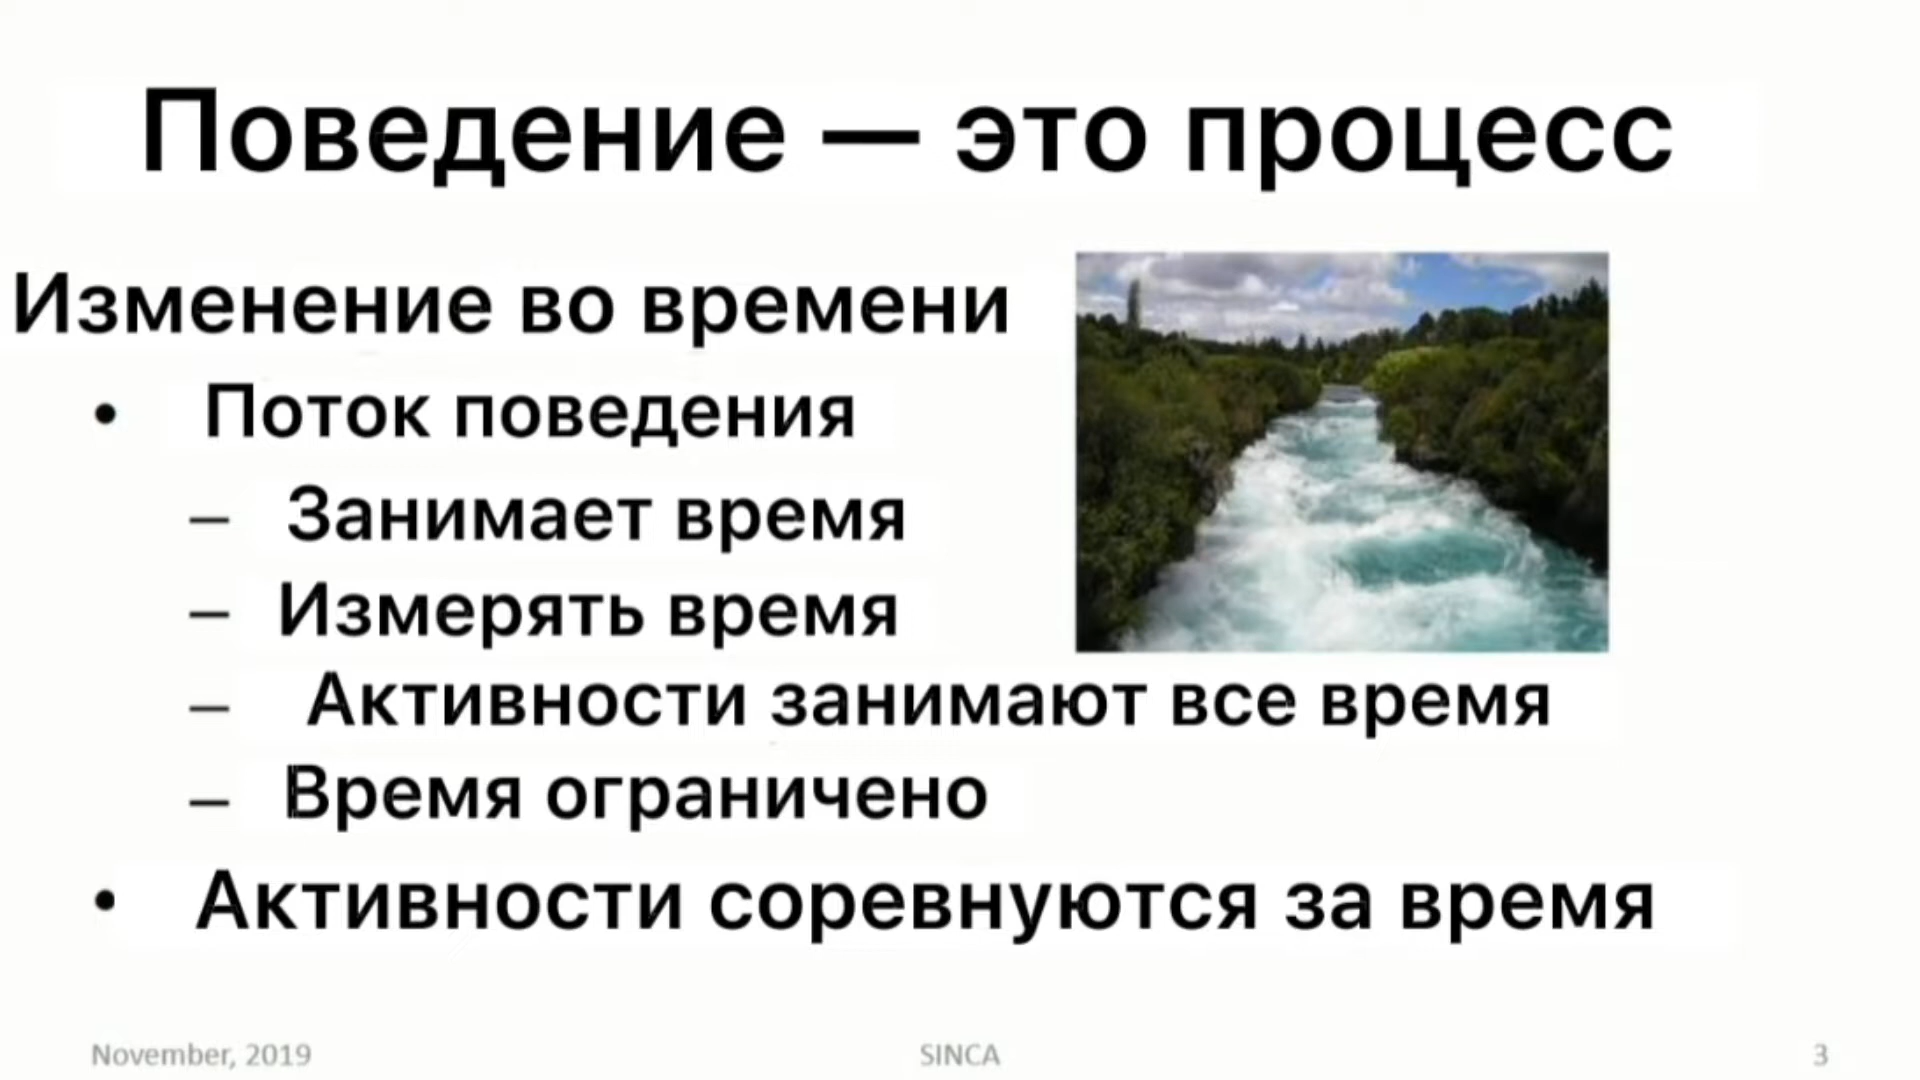 Поведение — это процесс
Изменение во времени
• Поток поведения
– Занимает время
– Измерять время
– Активности занимают все время
– Время ограничено
• Активности соревнуются за время
November, 2019 SINCA 3